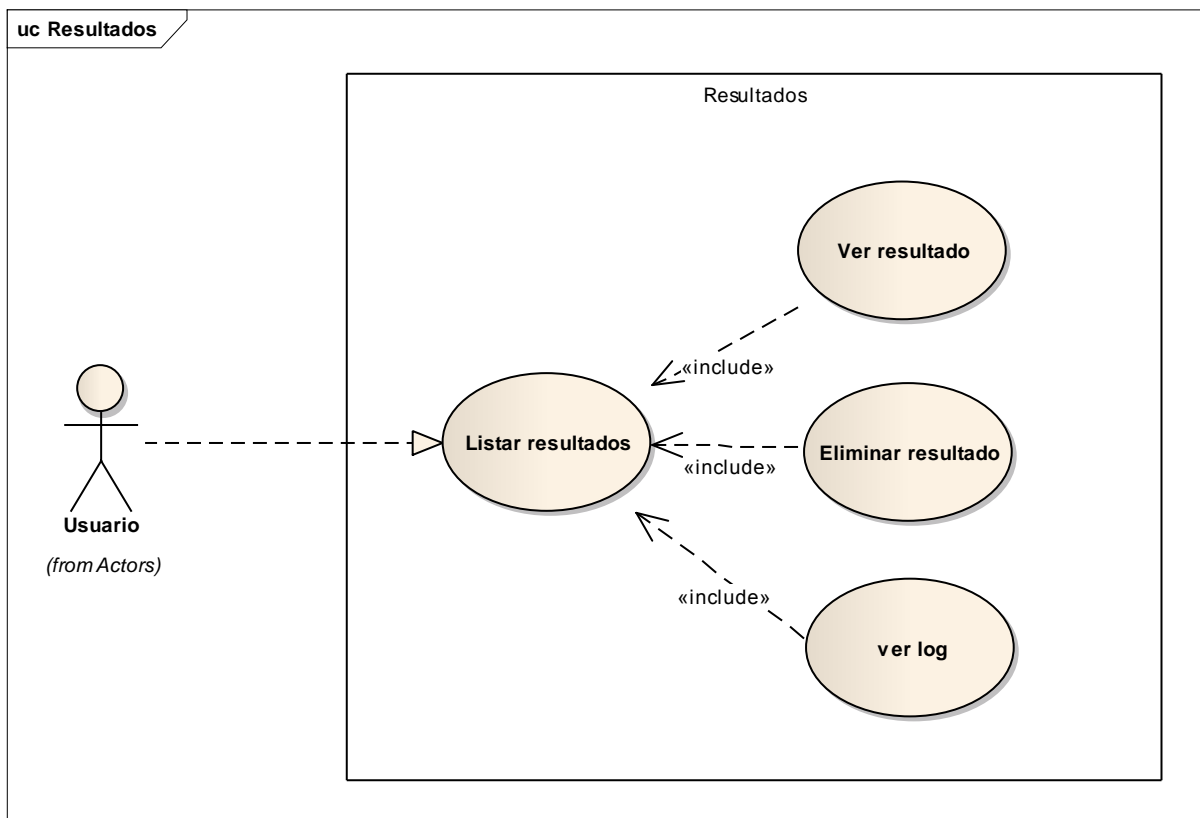 uc Resultados
Resultados
Ver resultado
«include»
Listar resultados
Eliminar resultado
«include»
Usuario
(from Actors)
«include»
ver log